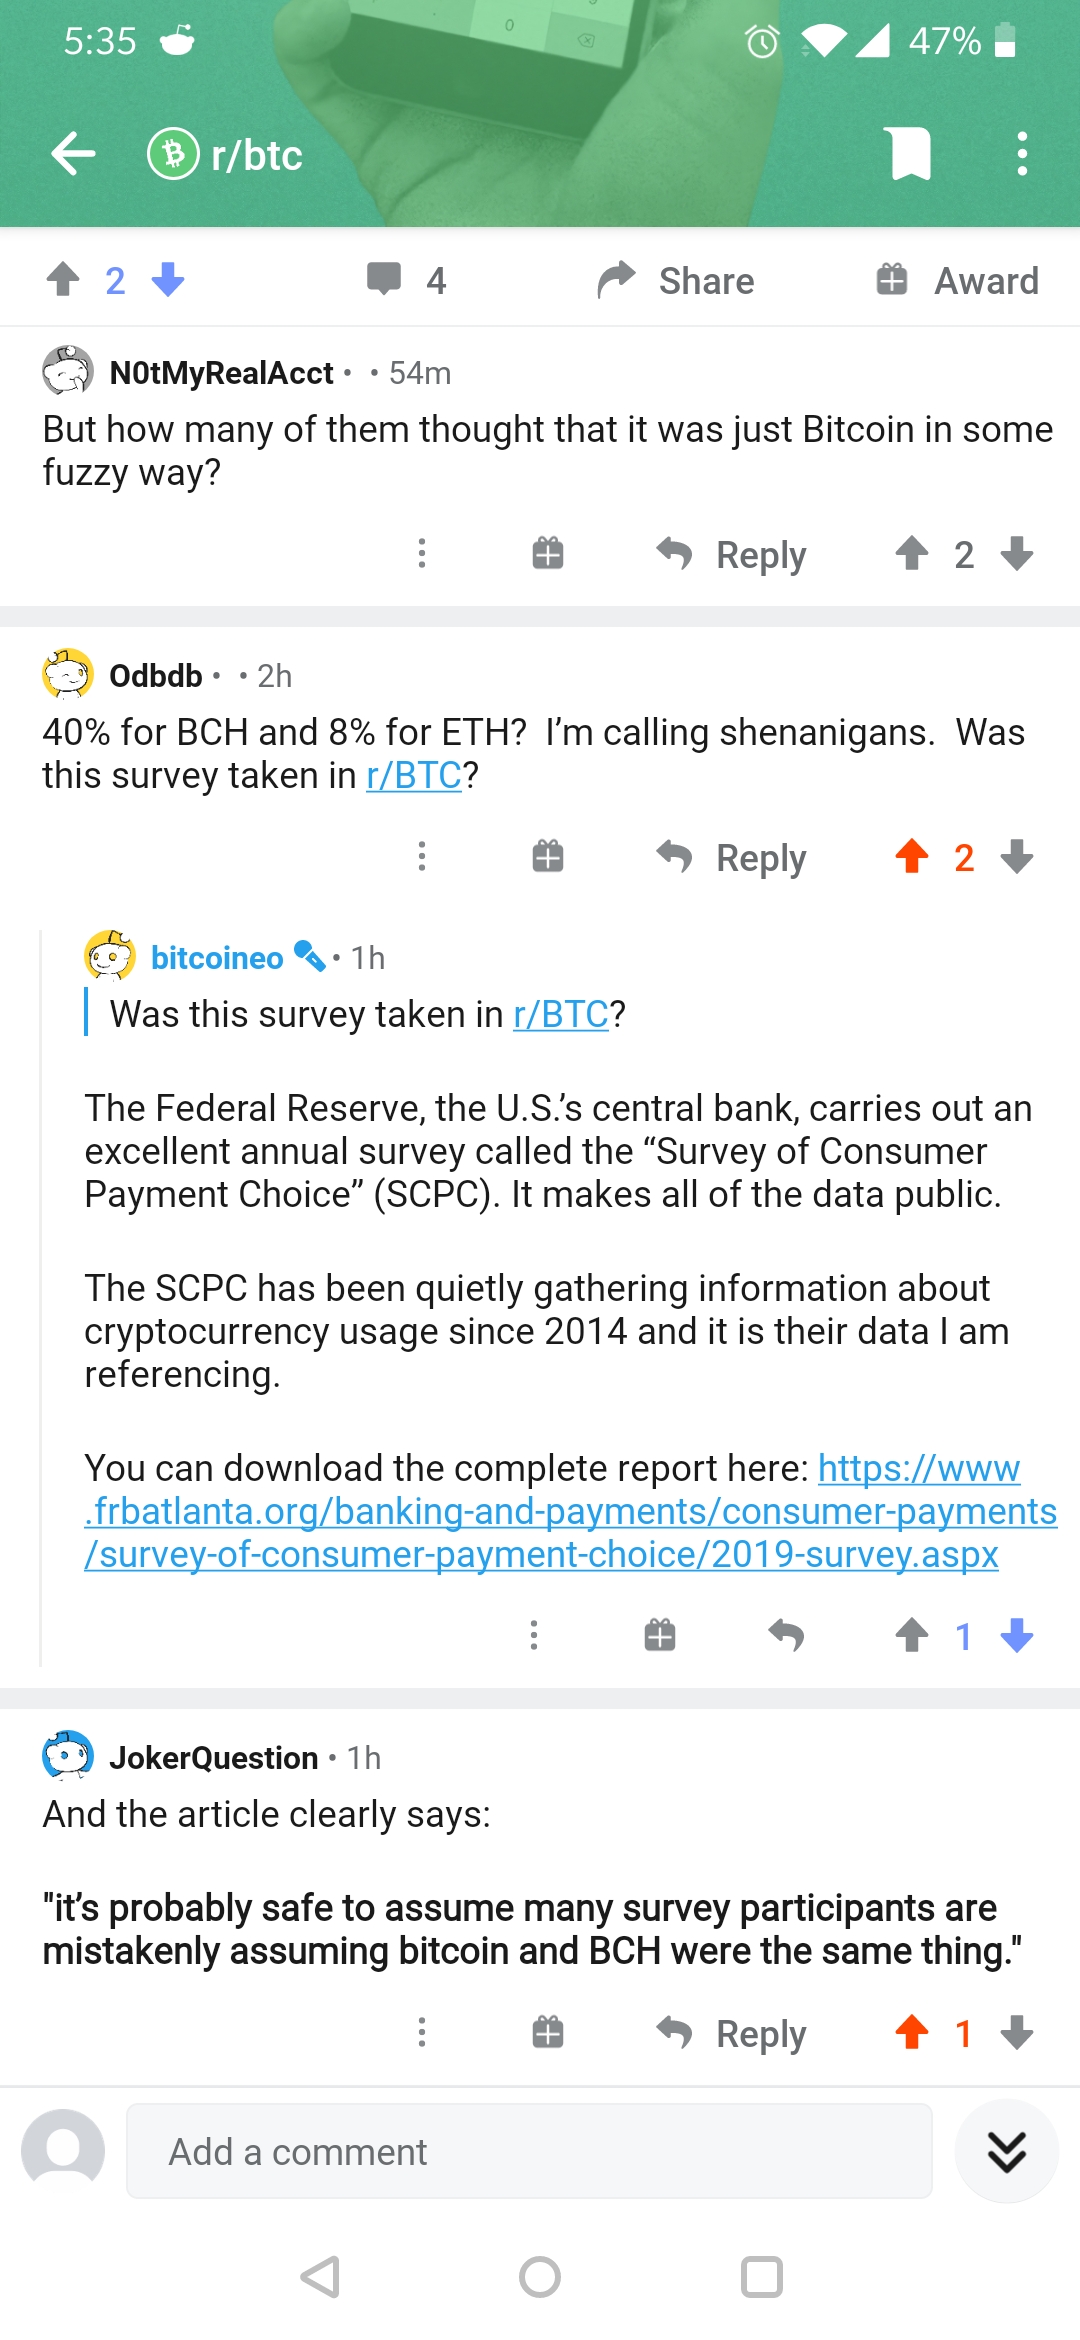 5:35
47%
r/btc
2
4
Share
Award
N0tMyRealAcct • • 54m
But how many of them thought that it was just Bitcoin in some
fuzzy way?
Reply
2
Odbdb • • 2h
40% for BCH and 8% for ETH? I’m calling shenanigans. Was
this survey taken in r/BTC?
Reply
2
bitcoineo • 1h
Was this survey taken in r/BTC?
The Federal Reserve, the U.S.’s central bank, carries out an
excellent annual survey called the “Survey of Consumer
Payment Choice” (SCPC). It makes all of the data public.
The SCPC has been quietly gathering information about
cryptocurrency usage since 2014 and it is their data I am
referencing.
You can download the complete report here: https://www
.frbatlanta.org/banking-and-payments/consumer-payments
/survey-of-consumer-payment-choice/2019-survey.aspx
1
JokerQuestion • 1h
And the article clearly says:
"it’s probably safe to assume many survey participants are
mistakenly assuming bitcoin and BCH were the same thing."
Reply
1
Add a comment